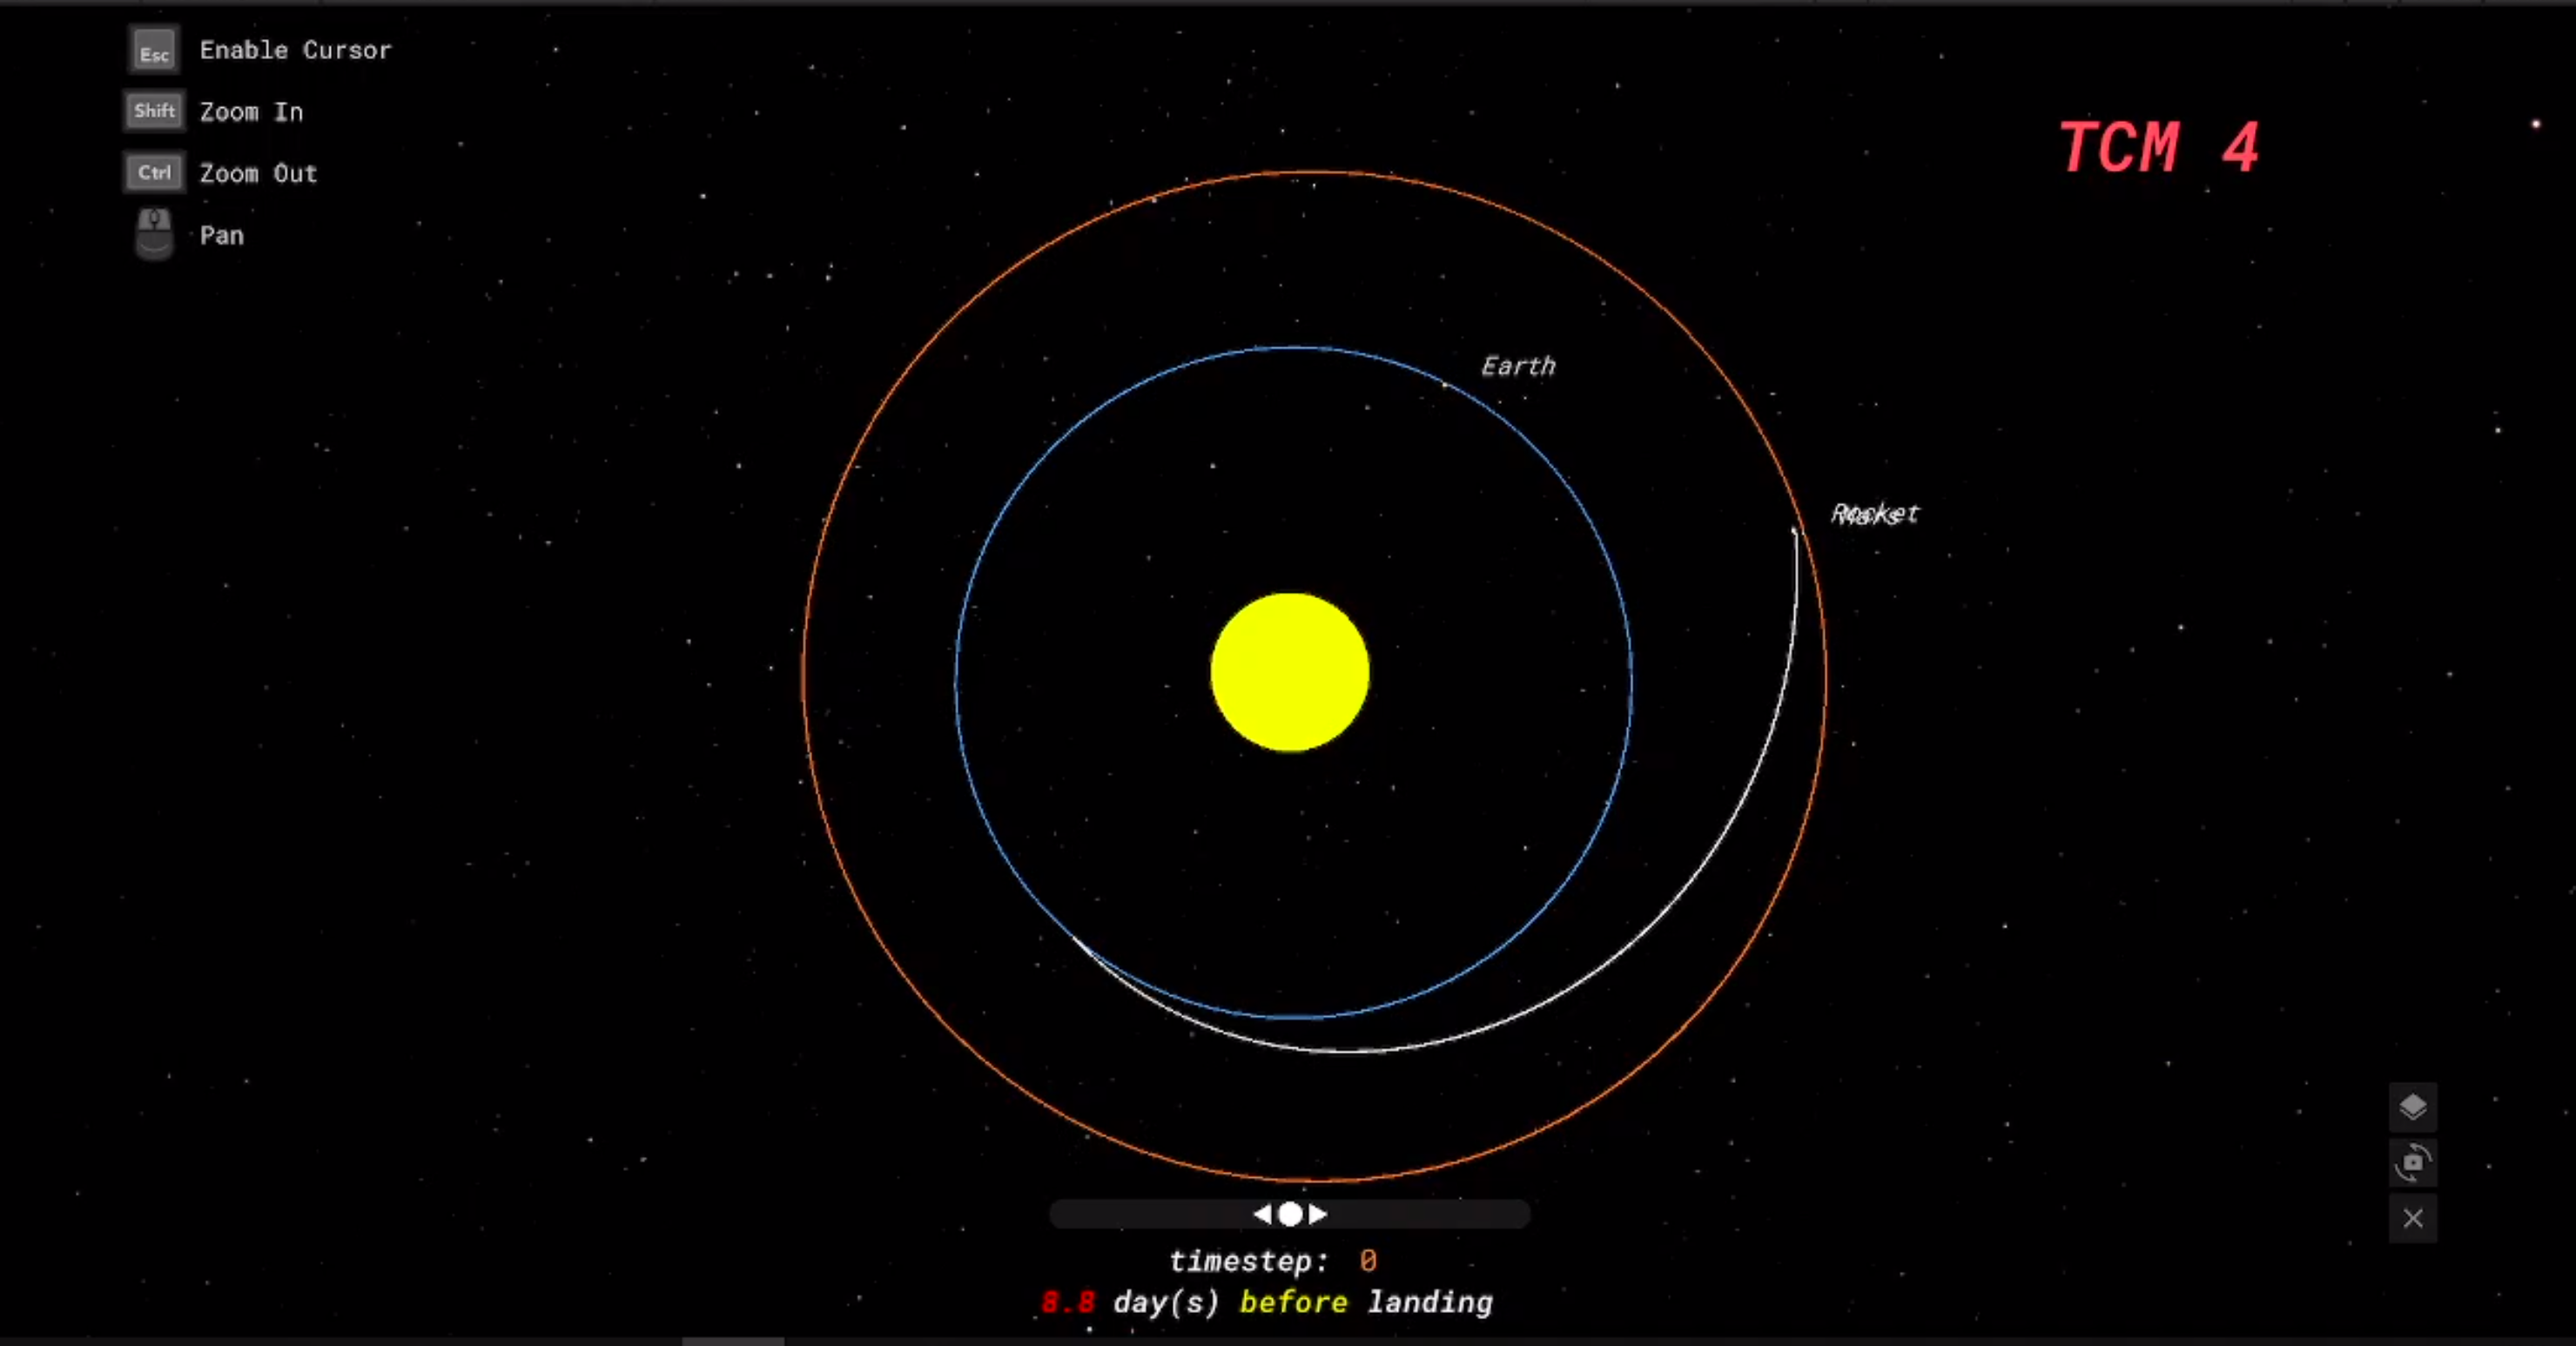 Esc Enable Cursor
Shift Zoom In
Ctrl Zoom Out
Pan
TCM 4
Earth
Rocket
timestep: 0
8.8 day(s) before landing